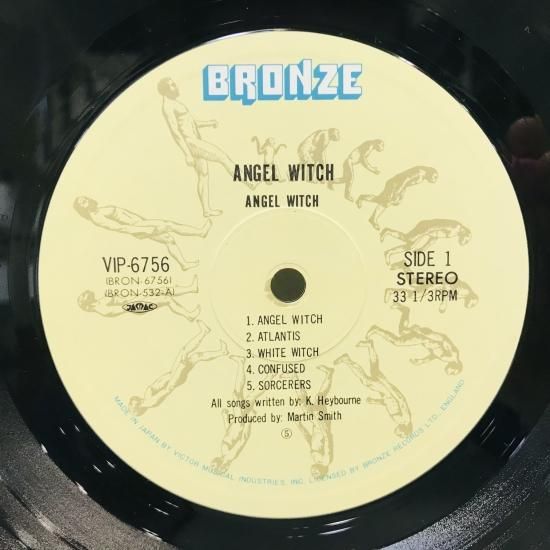 BRONZE
ANGEL WITCH
ANGEL WITCH
VIP-6756
(BRON-6756)
(BRON-532-A)
JASRAC
SIDE 1
STEREO
33 1/3RPM
1. ANGEL WITCH
2. ATLANTIS
3. WHITE WITCH
4. CONFUSED
5. SORCERERS
All songs written by: K. Heybourne
Produced by: Martin Smith
Ⓢ
MADE IN JAPAN BY VICTOR MUSICAL INDUSTRIES, INC. LICENSED BY BRONZE RECORDS LTD., ENGLAND